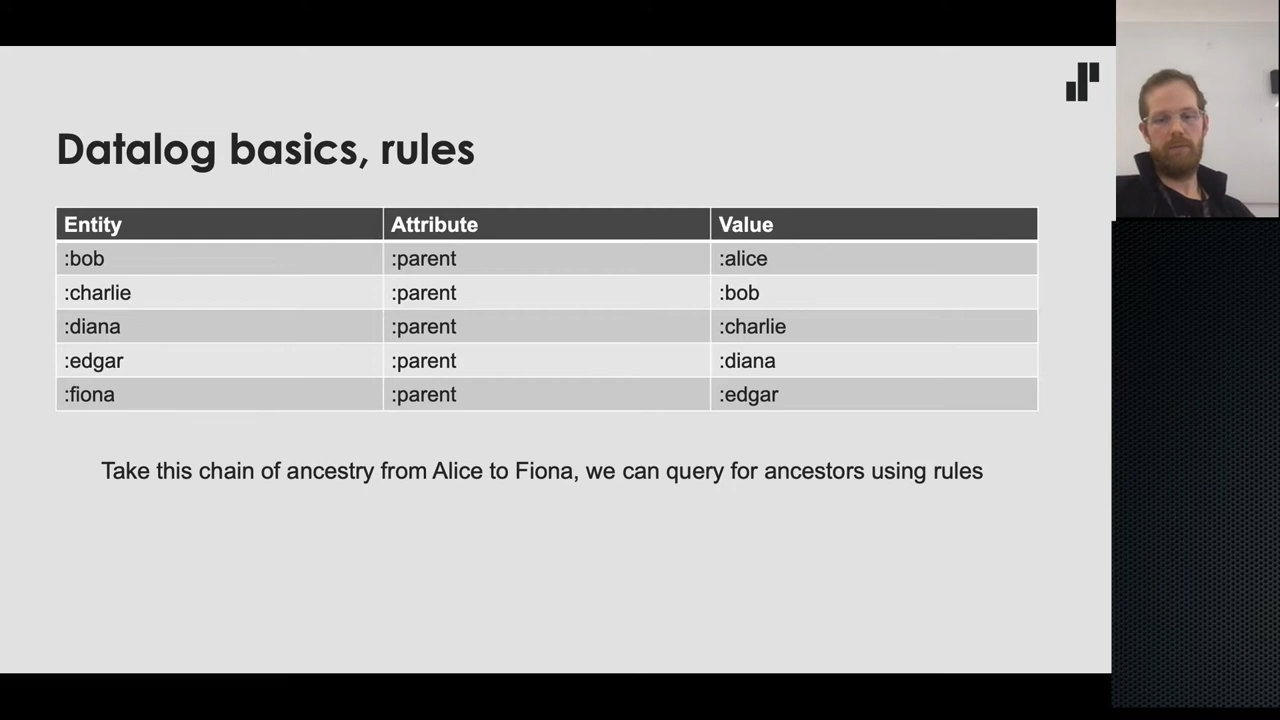 Datalog basics, rules
Entity Attribute Value
:bob :parent :alice
:charlie :parent :bob
:diana :parent :charlie
:edgar :parent :diana
:fiona :parent :edgar
Take this chain of ancestry from Alice to Fiona, we can query for ancestors using rules